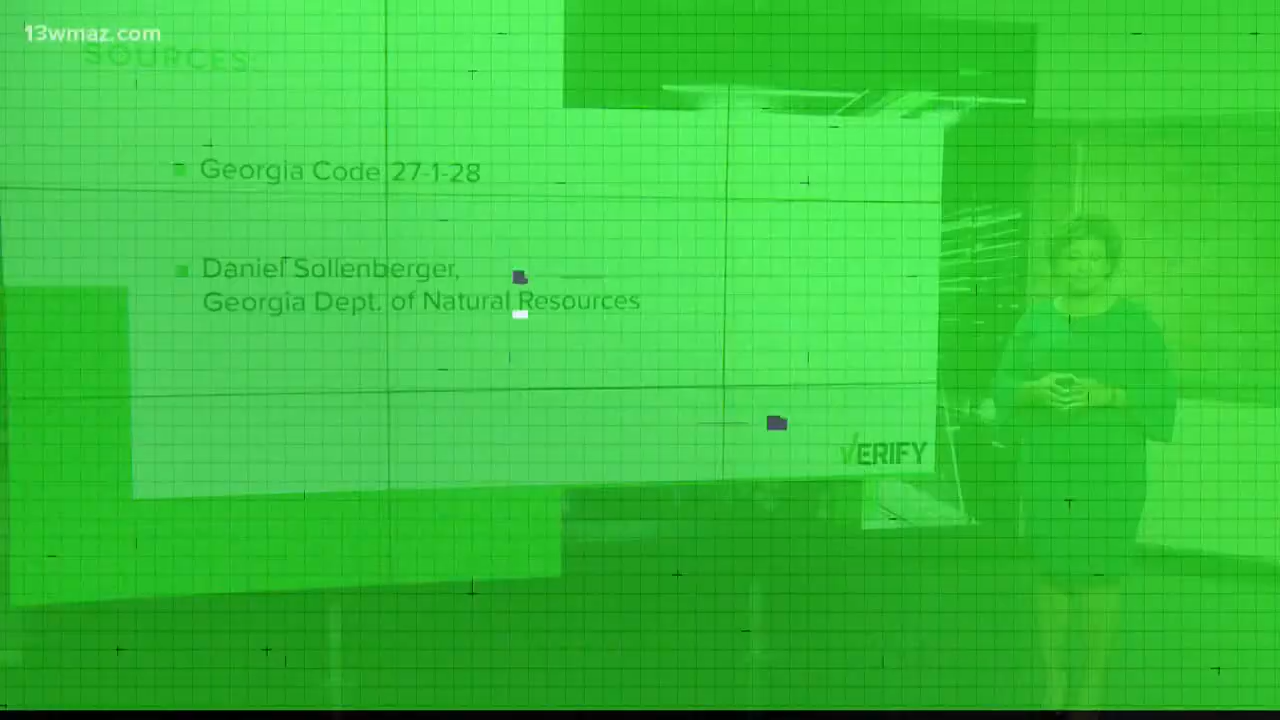 13wmaz.com
SOURCES:
Georgia Code 27-1-28
Daniel Sollenberger,
Georgia Dept. of Natural Resources
VERIFY